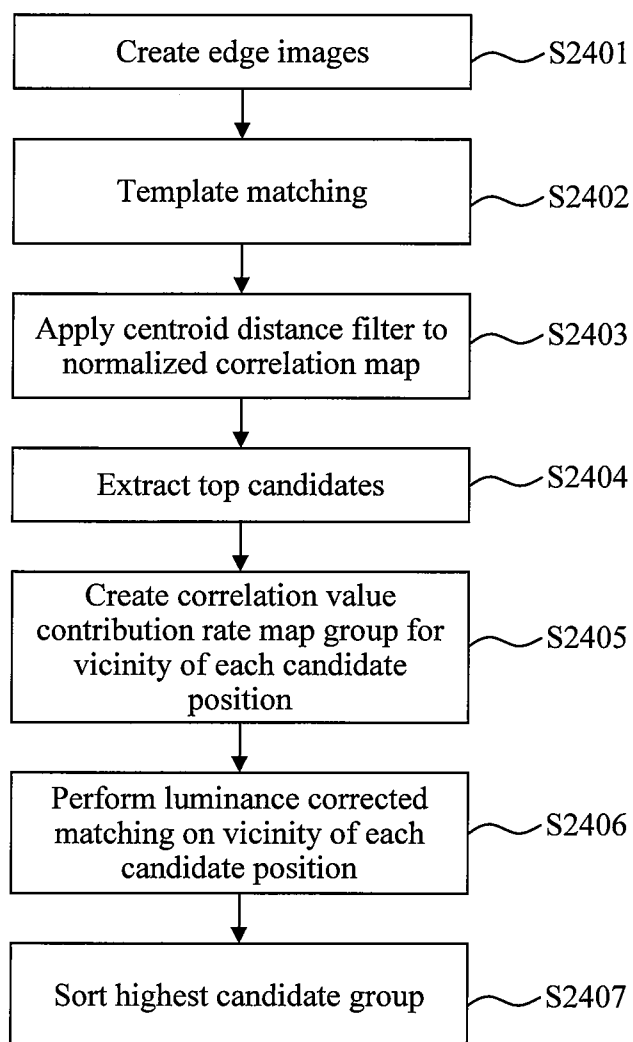 Create edge images
S2401
Template matching
S2402
Apply centroid distance filter to
normalized correlation map
S2403
Extract top candidates
S2404
Create correlation value
contribution rate map group for
vicinity of each candidate
position
S2405
Perform luminance corrected
matching on vicinity of each
candidate position
S2406
Sort highest candidate group
S2407